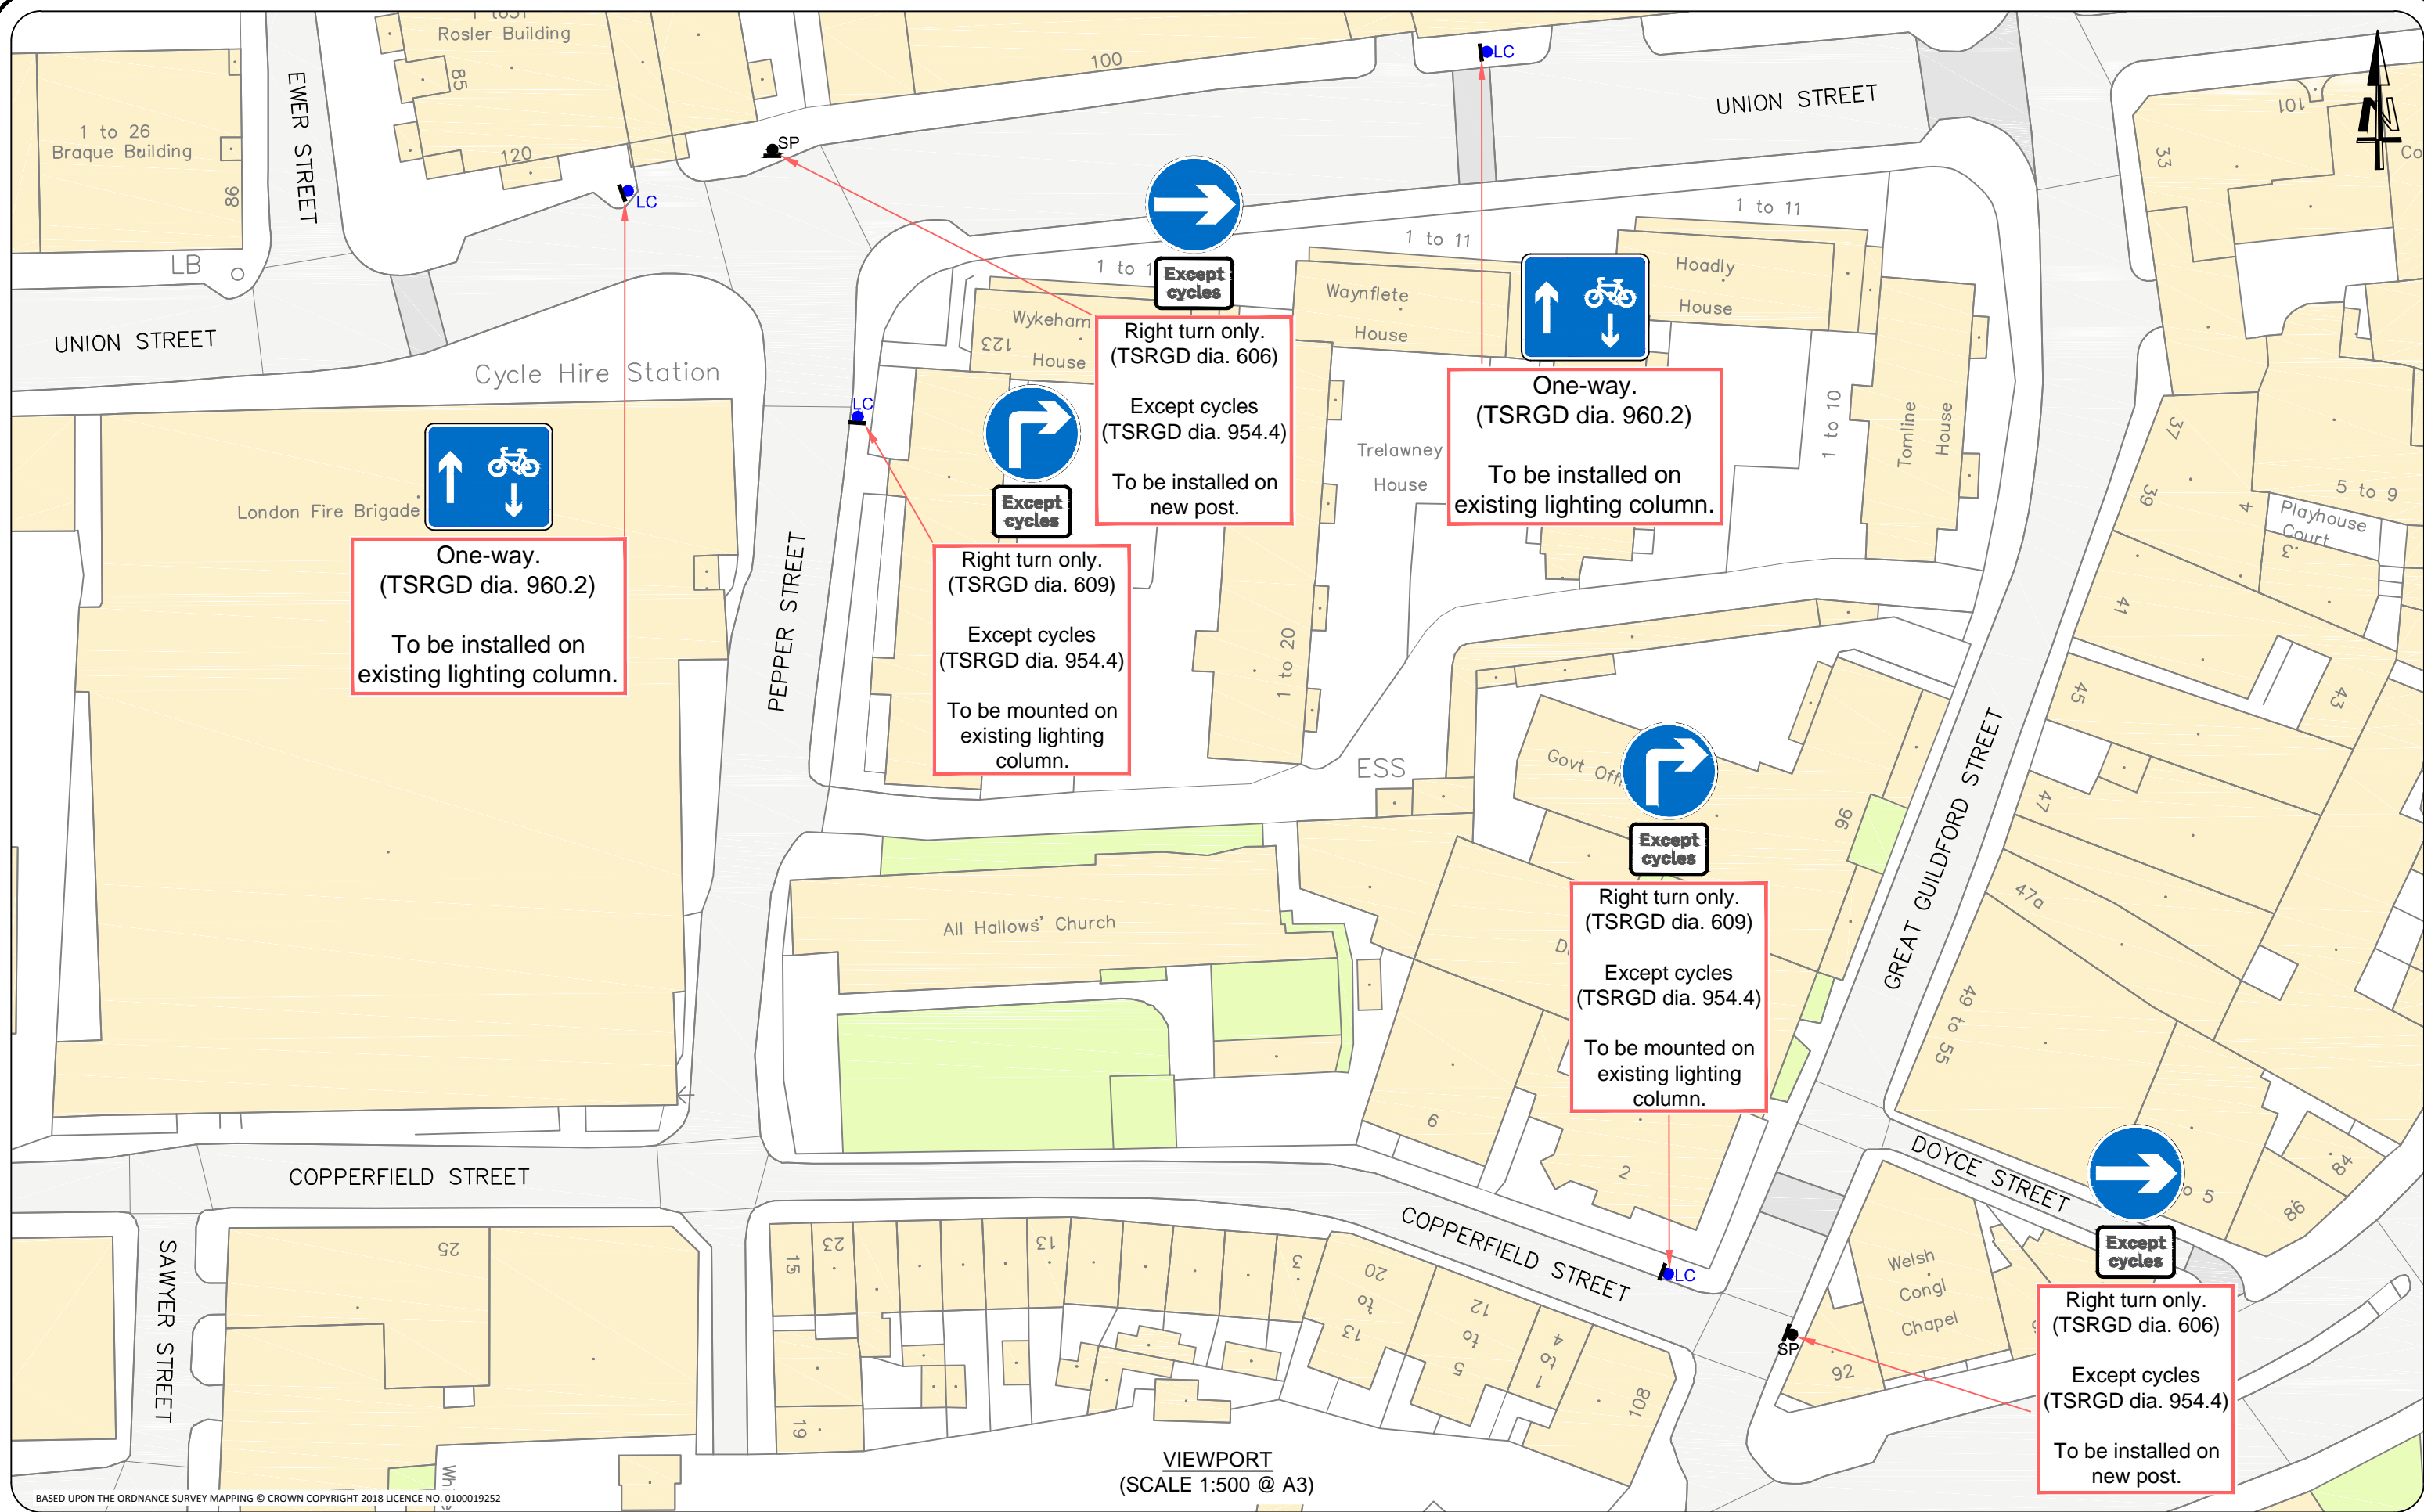 Rosler Building
85
120
100
LC
SP
LC
UNION STREET
101
33
1 to 26
Braque Building
86
EWER STREET
LB
UNION STREET
Cycle Hire Station
London Fire Brigade
One-way.
(TSRGD dia. 960.2)
To be installed on
existing lighting column.
LC
PEPPER STREET
Wykeham
House
123
Except
cycles
Right turn only.
(TSRGD dia. 609)
Except cycles
(TSRGD dia. 954.4)
To be mounted on
existing lighting
column.
Except
cycles
Right turn only.
(TSRGD dia. 606)
Except cycles
(TSRGD dia. 954.4)
To be installed on
new post.
1 to 11
Waynflete
House
Trelawney
House
1 to 20
1 to 11
Hoadly
House
One-way.
(TSRGD dia. 960.2)
To be installed on
existing lighting column.
1 to 10
Tomline
House
37
39
4
5 to 9
Playhouse
Court
3
41
45
43
47
47a
49 to 55
ESS
96
GREAT GUILDFORD STREET
Except
cycles
Right turn only.
(TSRGD dia. 609)
Except cycles
(TSRGD dia. 954.4)
To be mounted on
existing lighting
column.
All Hallows' Church
9
2
COPPERFIELD STREET
SAWYER STREET
25
15
23
13
3
19
20 to 13
12 to 5
4 to 1
108
COPPERFIELD STREET
LC
SP
92
Welsh
Congl
Chapel
DOYCE STREET
84
86
Except
cycles
Right turn only.
(TSRGD dia. 606)
Except cycles
(TSRGD dia. 954.4)
To be installed on
new post.
VIEWPORT
(SCALE 1:500 @ A3)
BASED UPON THE ORDNANCE SURVEY MAPPING © CROWN COPYRIGHT 2018 LICENCE NO. 0100019252
N